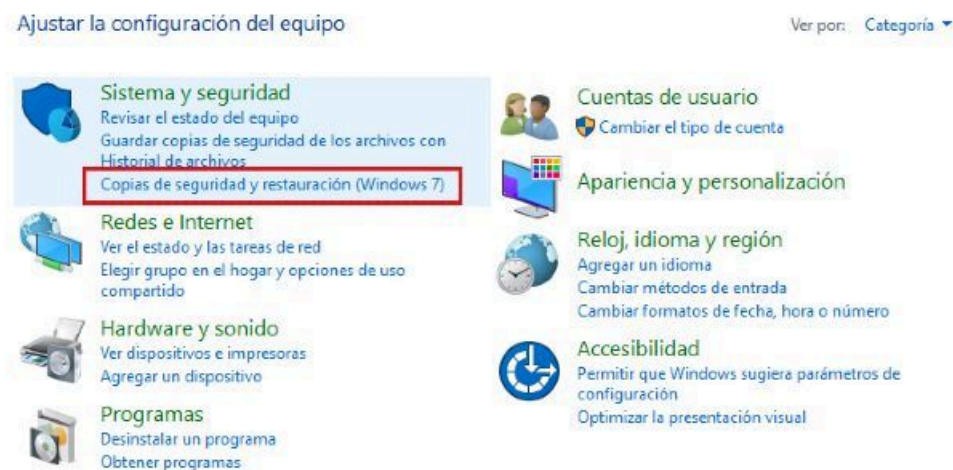 Ajustar la configuración del equipo
Ver por: Categoría
Sistema y seguridad
Revisar el estado del equipo
Guardar copias de seguridad de los archivos con
Historial de archivos
Copias de seguridad y restauración (Windows 7)
Redes e Internet
Ver el estado y las tareas de red
Elegir grupo en el hogar y opciones de uso
compartido
Hardware y sonido
Ver dispositivos e impresoras
Agregar un dispositivo
Programas
Desinstalar un programa
Obtener programas
Cuentas de usuario
Cambiar el tipo de cuenta
Apariencia y personalización
Reloj, idioma y región
Agregar un idioma
Cambiar métodos de entrada
Cambiar formatos de fecha, hora o número
Accesibilidad
Permitir que Windows sugiera parámetros de
configuración
Optimizar la presentación visual